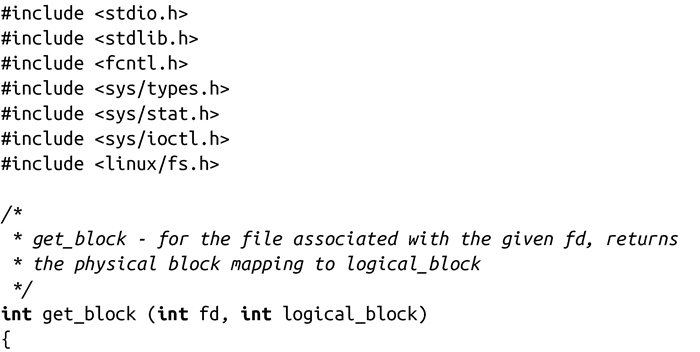 #include <stdio.h>
#include <stdlib.h>
#include <fcntl.h>
#include <sys/types.h>
#include <sys/stat.h>
#include <sys/ioctl.h>
#include <linux/fs.h>
/*
 * get_block - for the file associated with the given fd, returns
 * the physical block mapping to logical_block
 */
int get_block (int fd, int logical_block)
{